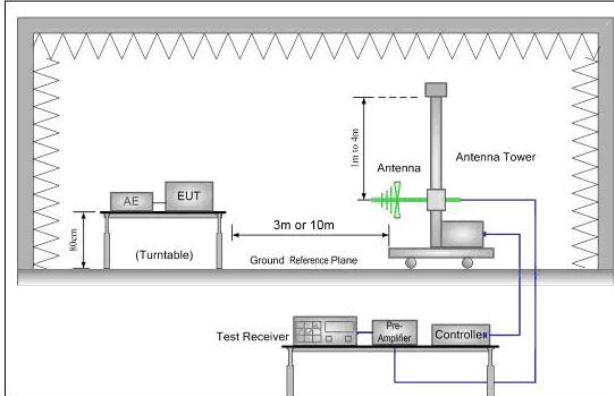 1m to 4m
Antenna
Antenna Tower
AE
EUT
80cm
(Turntable)
3m or 10m
Ground Reference Plane
Test Receiver
Pre-
Amplifier
Controlle